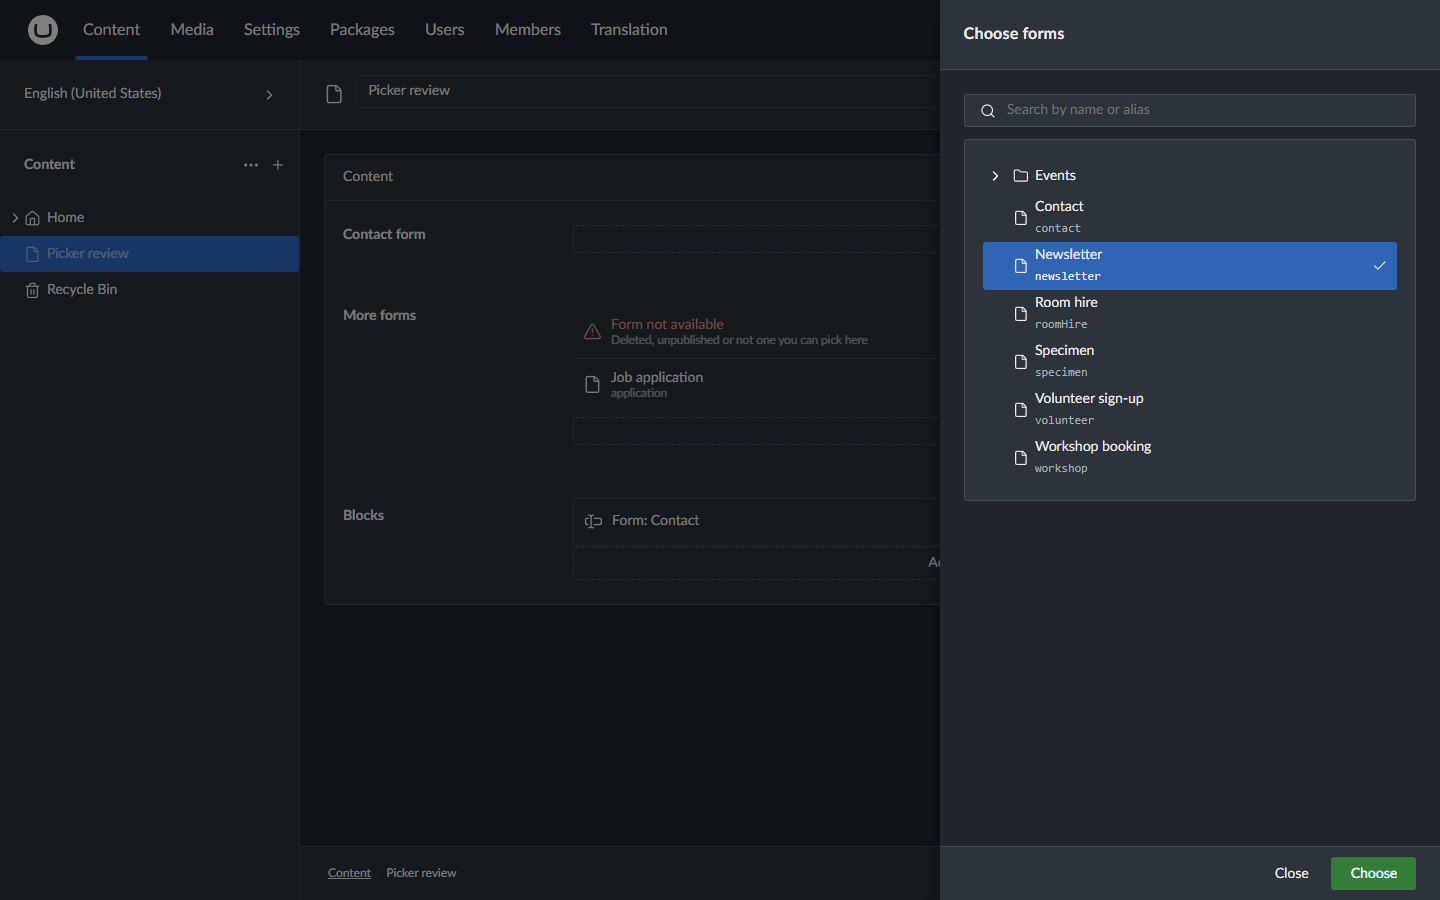 Content
Media
Settings
Packages
Users
Members
Translation
English (United States)
Content
Home
Picker review
Recycle Bin
Picker review
Content
Contact form
More forms
Form not available
Deleted, unpublished or not one you can pick here
Job application
application
Blocks
Form: Contact
Content
Picker review
Choose forms
Search by name or alias
Events
Contact
contact
Newsletter
newsletter
Room hire
roomHire
Specimen
specimen
Volunteer sign-up
volunteer
Workshop booking
workshop
Close
Choose